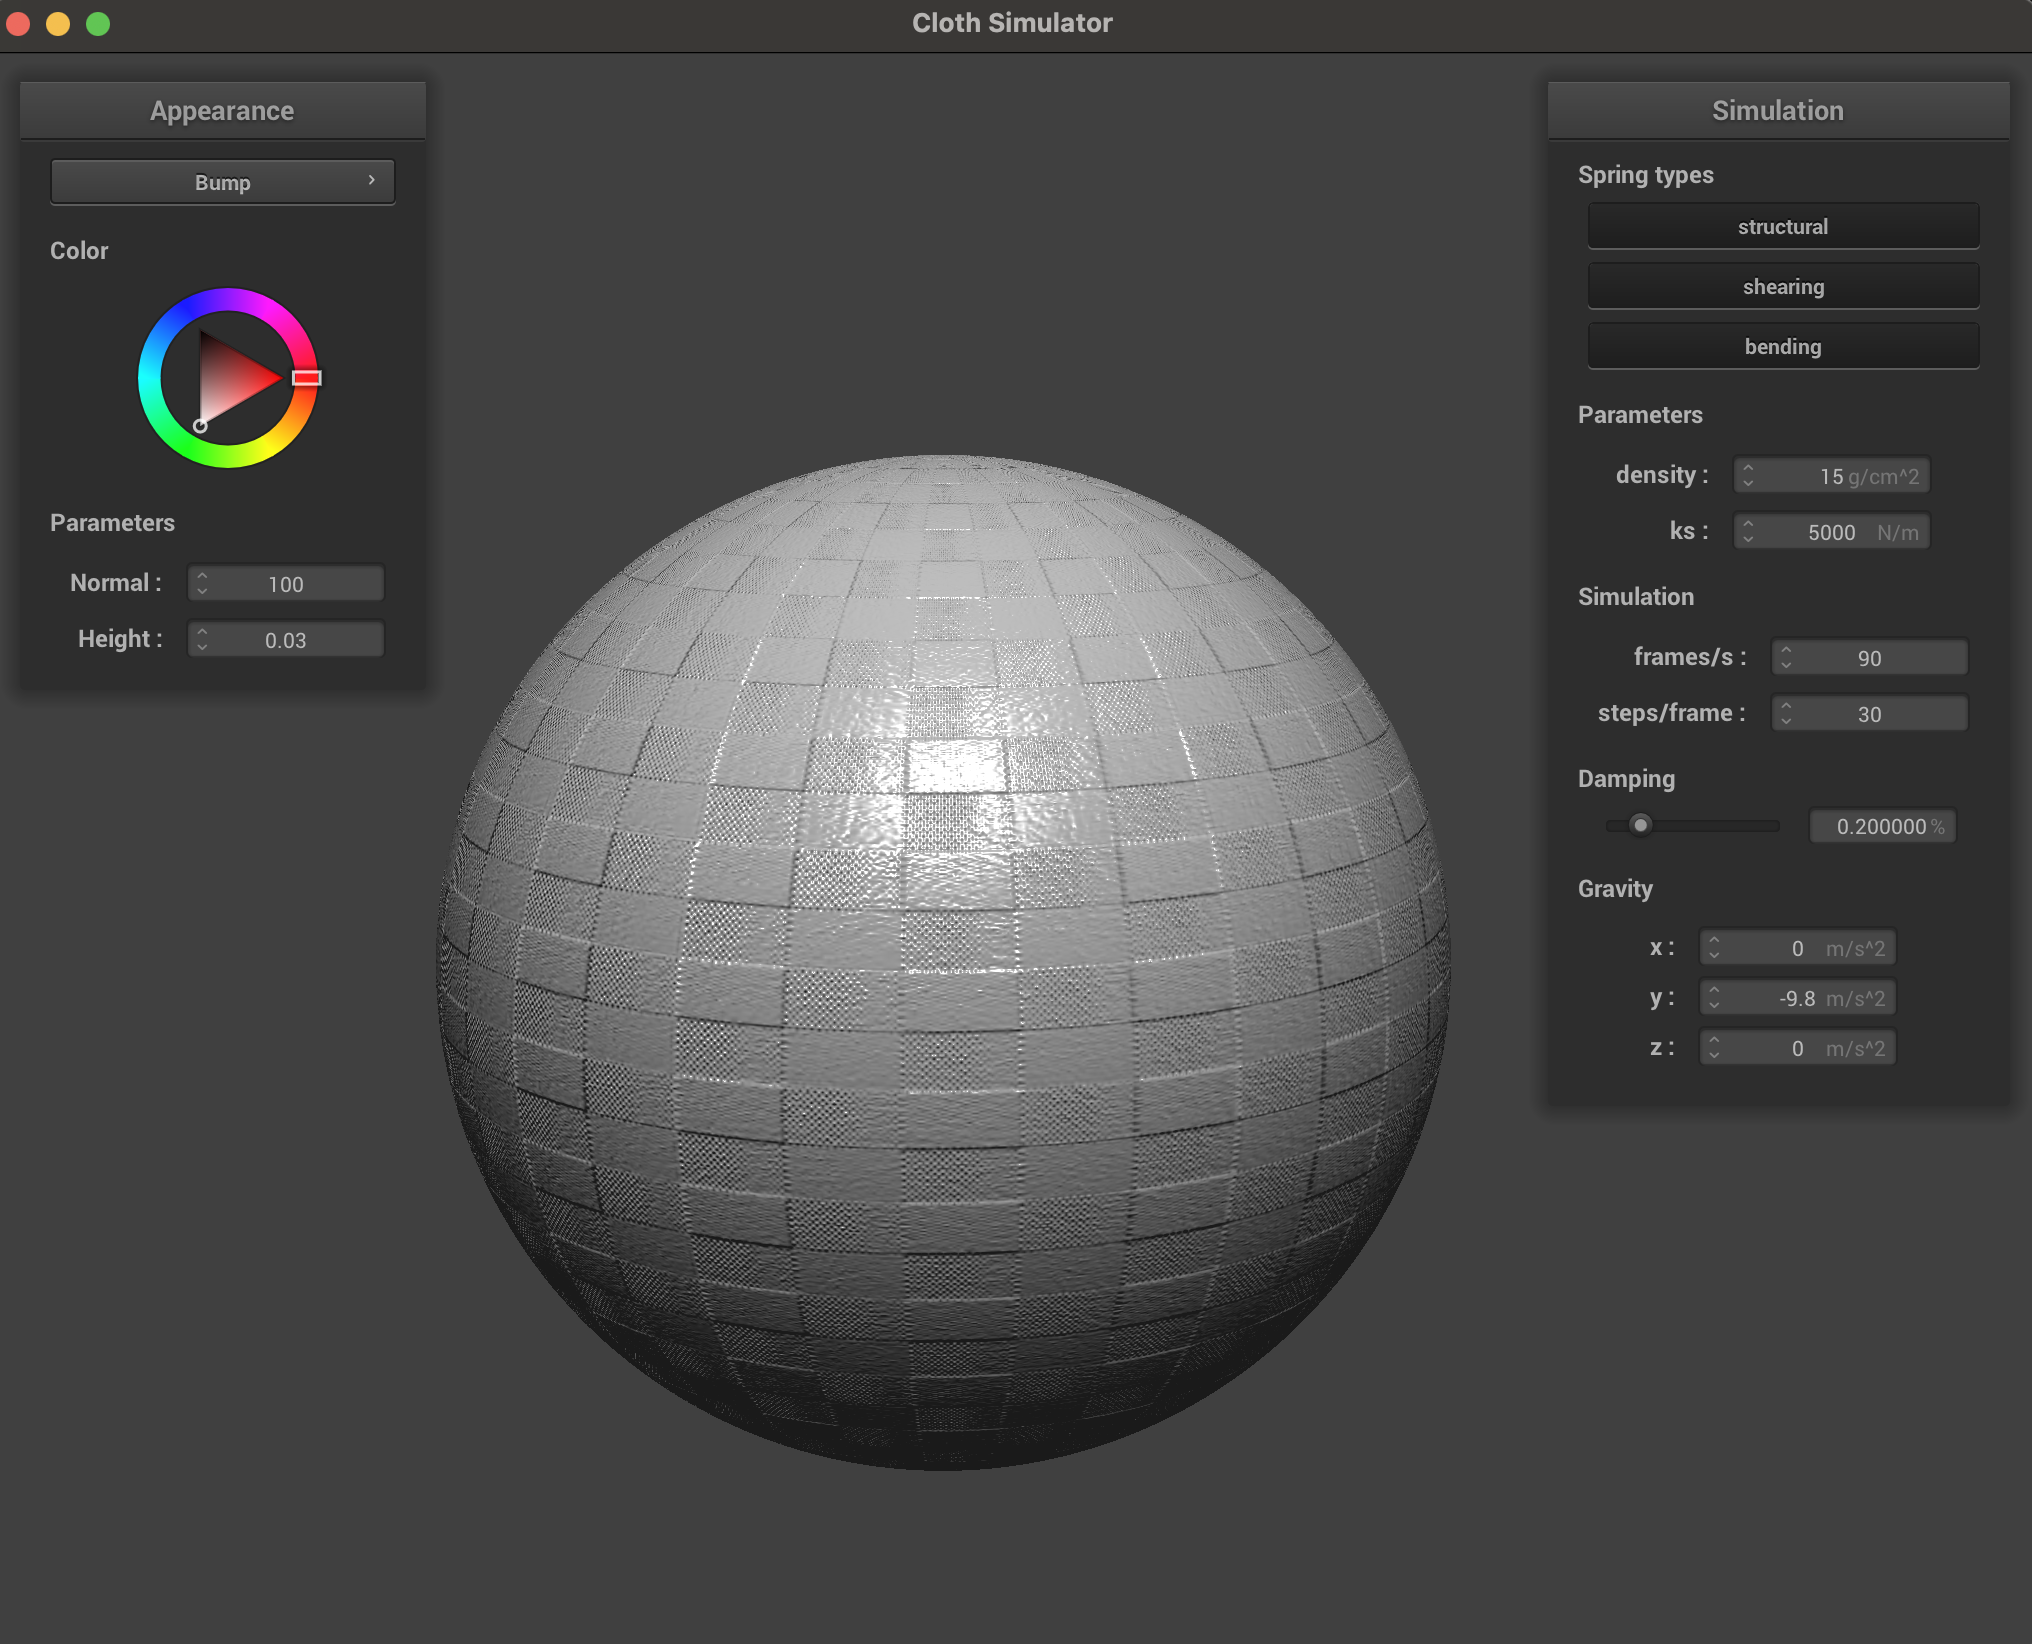 Cloth Simulator
Appearance
Bump
Color
Parameters
Normal : 100
Height : 0.03
Simulation
Spring types
structural
shearing
bending
Parameters
density : 15 g/cm^2
ks : 5000 N/m
Simulation
frames/s : 90
steps/frame : 30
Damping
0.200000 %
Gravity
x : 0 m/s^2
y : -9.8 m/s^2
z : 0 m/s^2